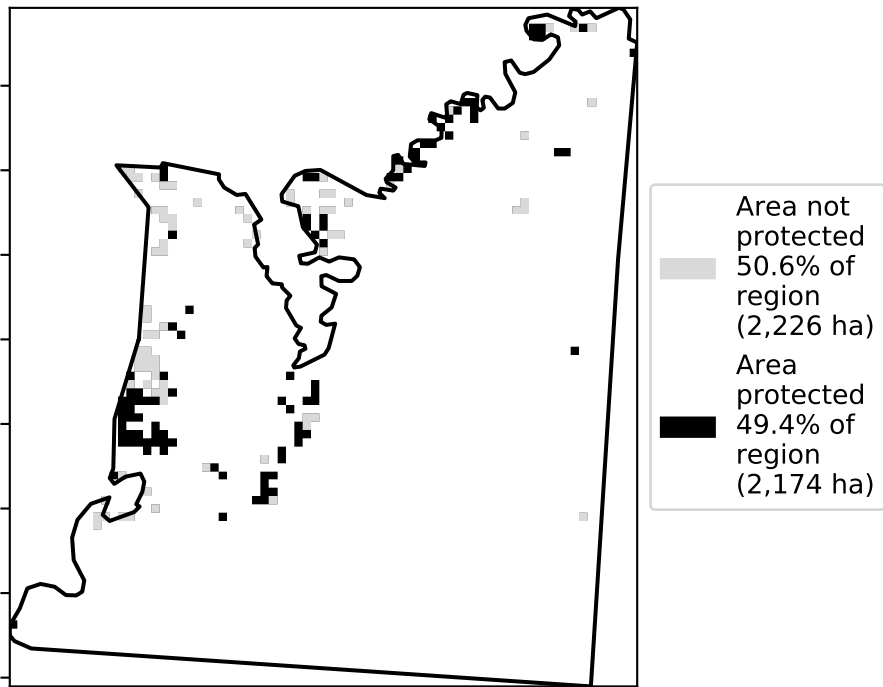 Area not
protected
50.6% of
region
(2,226 ha)
Area
protected
49.4% of
region
(2,174 ha)